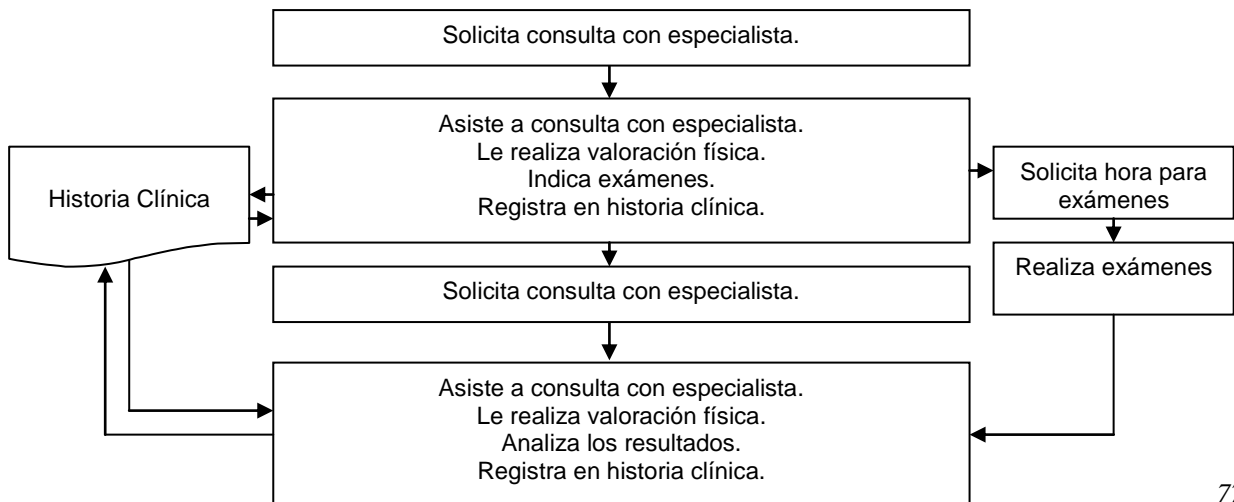 Solicita consulta con especialista.
Asiste a consulta con especialista.
Le realiza valoración física.
Indica exámenes.
Registra en historia clínica.
Historia Clínica
Solicita hora para
exámenes
Realiza exámenes
Solicita consulta con especialista.
Asiste a consulta con especialista.
Le realiza valoración física.
Analiza los resultados.
Registra en historia clínica.